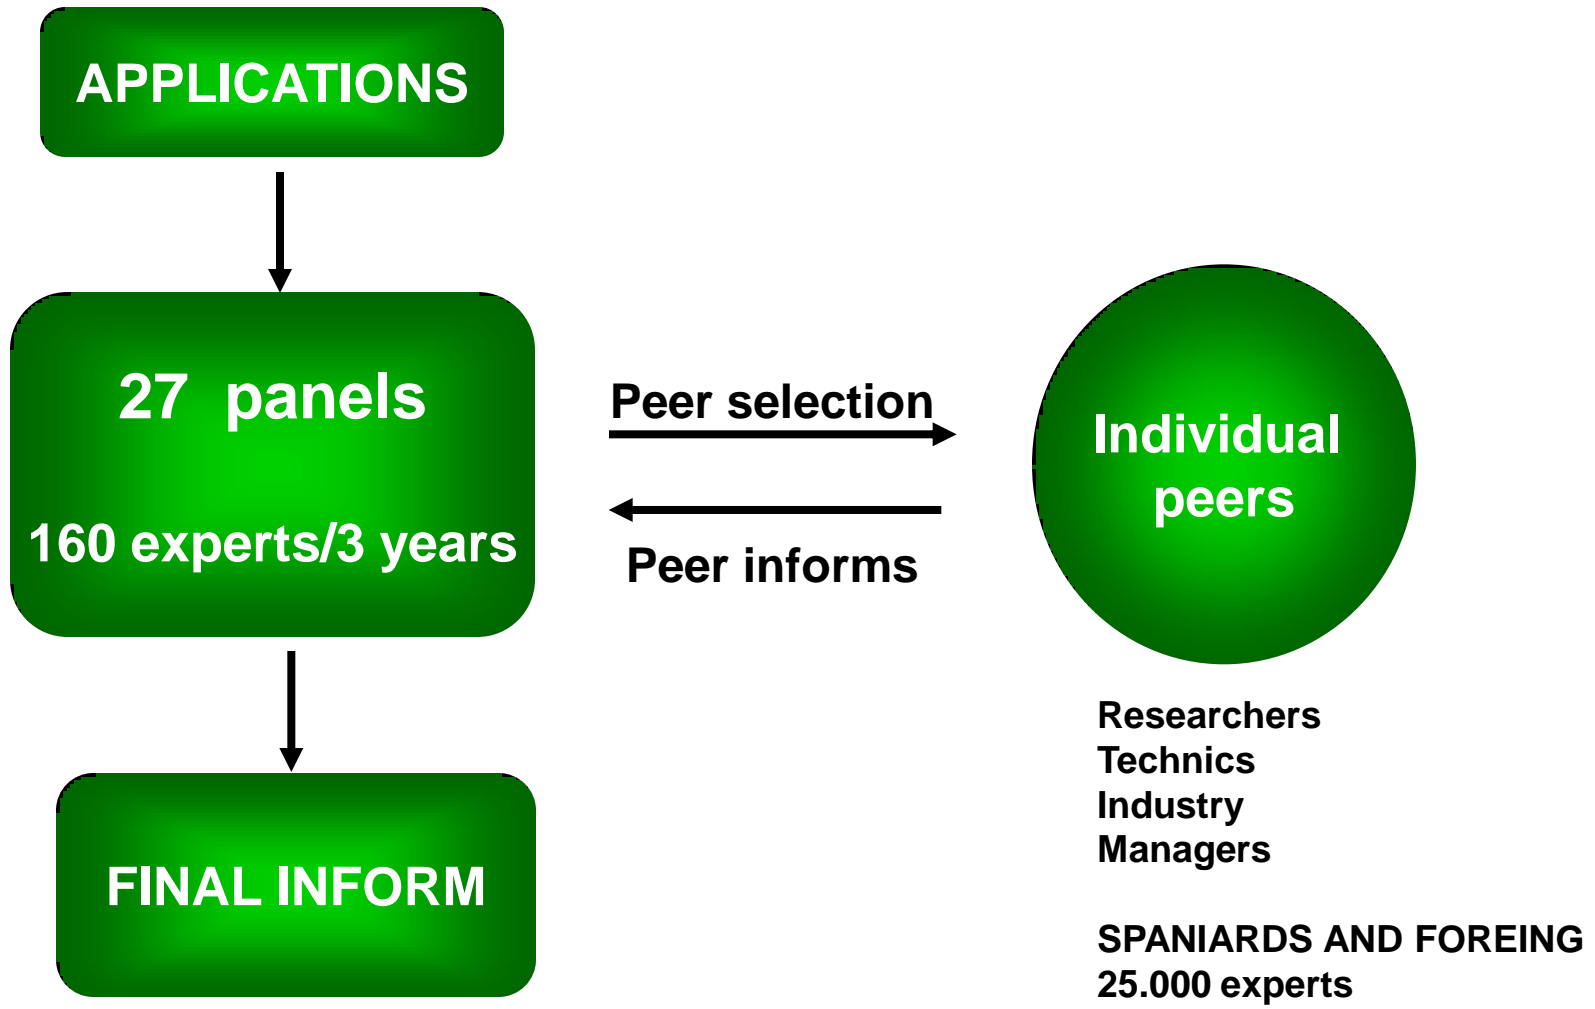 APPLICATIONS
27 panels
160 experts/3 years
Peer selection
Peer informs
Individual
peers
FINAL INFORM
Researchers
Technics
Industry
Managers
SPANIARDS AND FOREING
25.000 experts